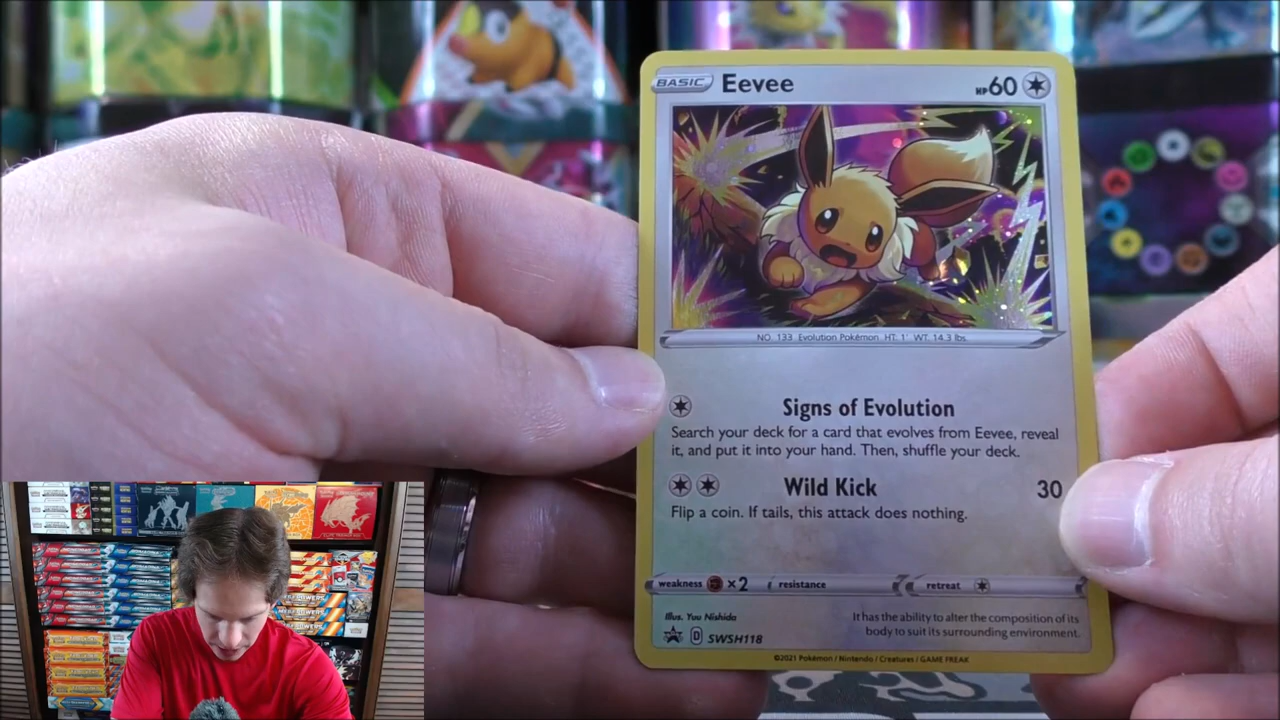 BASIC Eevee HP60
NO. 133 Evolution Pokémon HT: 1' WT: 14.3 lbs.
Signs of Evolution
Search your deck for a card that evolves from Eevee, reveal
it, and put it into your hand. Then, shuffle your deck.
Wild Kick 30
Flip a coin. If tails, this attack does nothing.
weakness ×2 resistance retreat
Illus. Yuu Nishida
It has the ability to alter the composition of its
body to suit its surrounding environment.
D SWSH118
©2021 Pokémon / Nintendo / Creatures / GAME FREAK